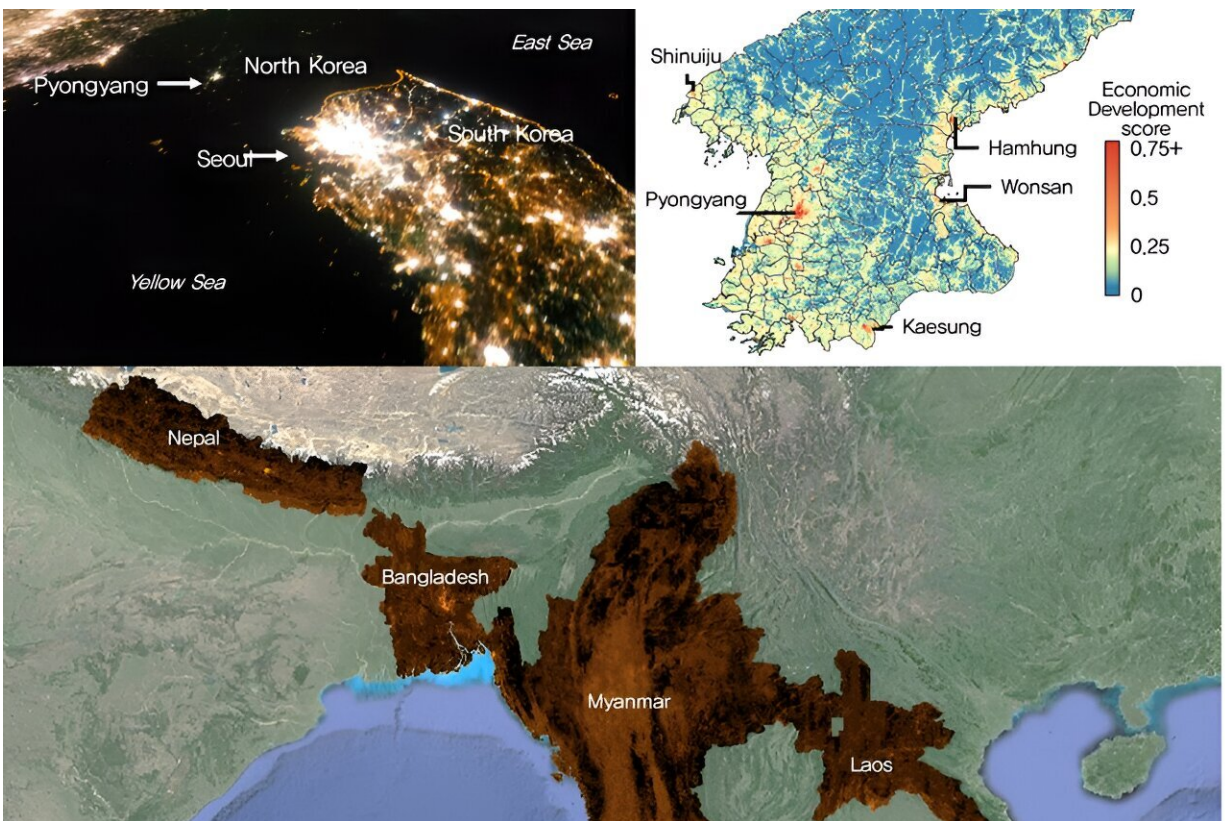 East Sea
North Korea
Pyongyang
South Korea
Seoul
Yellow Sea
Shinuiju
Economic
Development
score
0.75+
Hamhung
0.5
Wonsan
Pyongyang
0.25
0
Kaesung
Nepal
Bangladesh
Myanmar
Laos